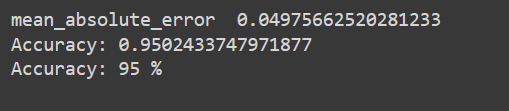 mean_absolute_error  0.04975662520281233
Accuracy: 0.9502433747971877
Accuracy: 95 %